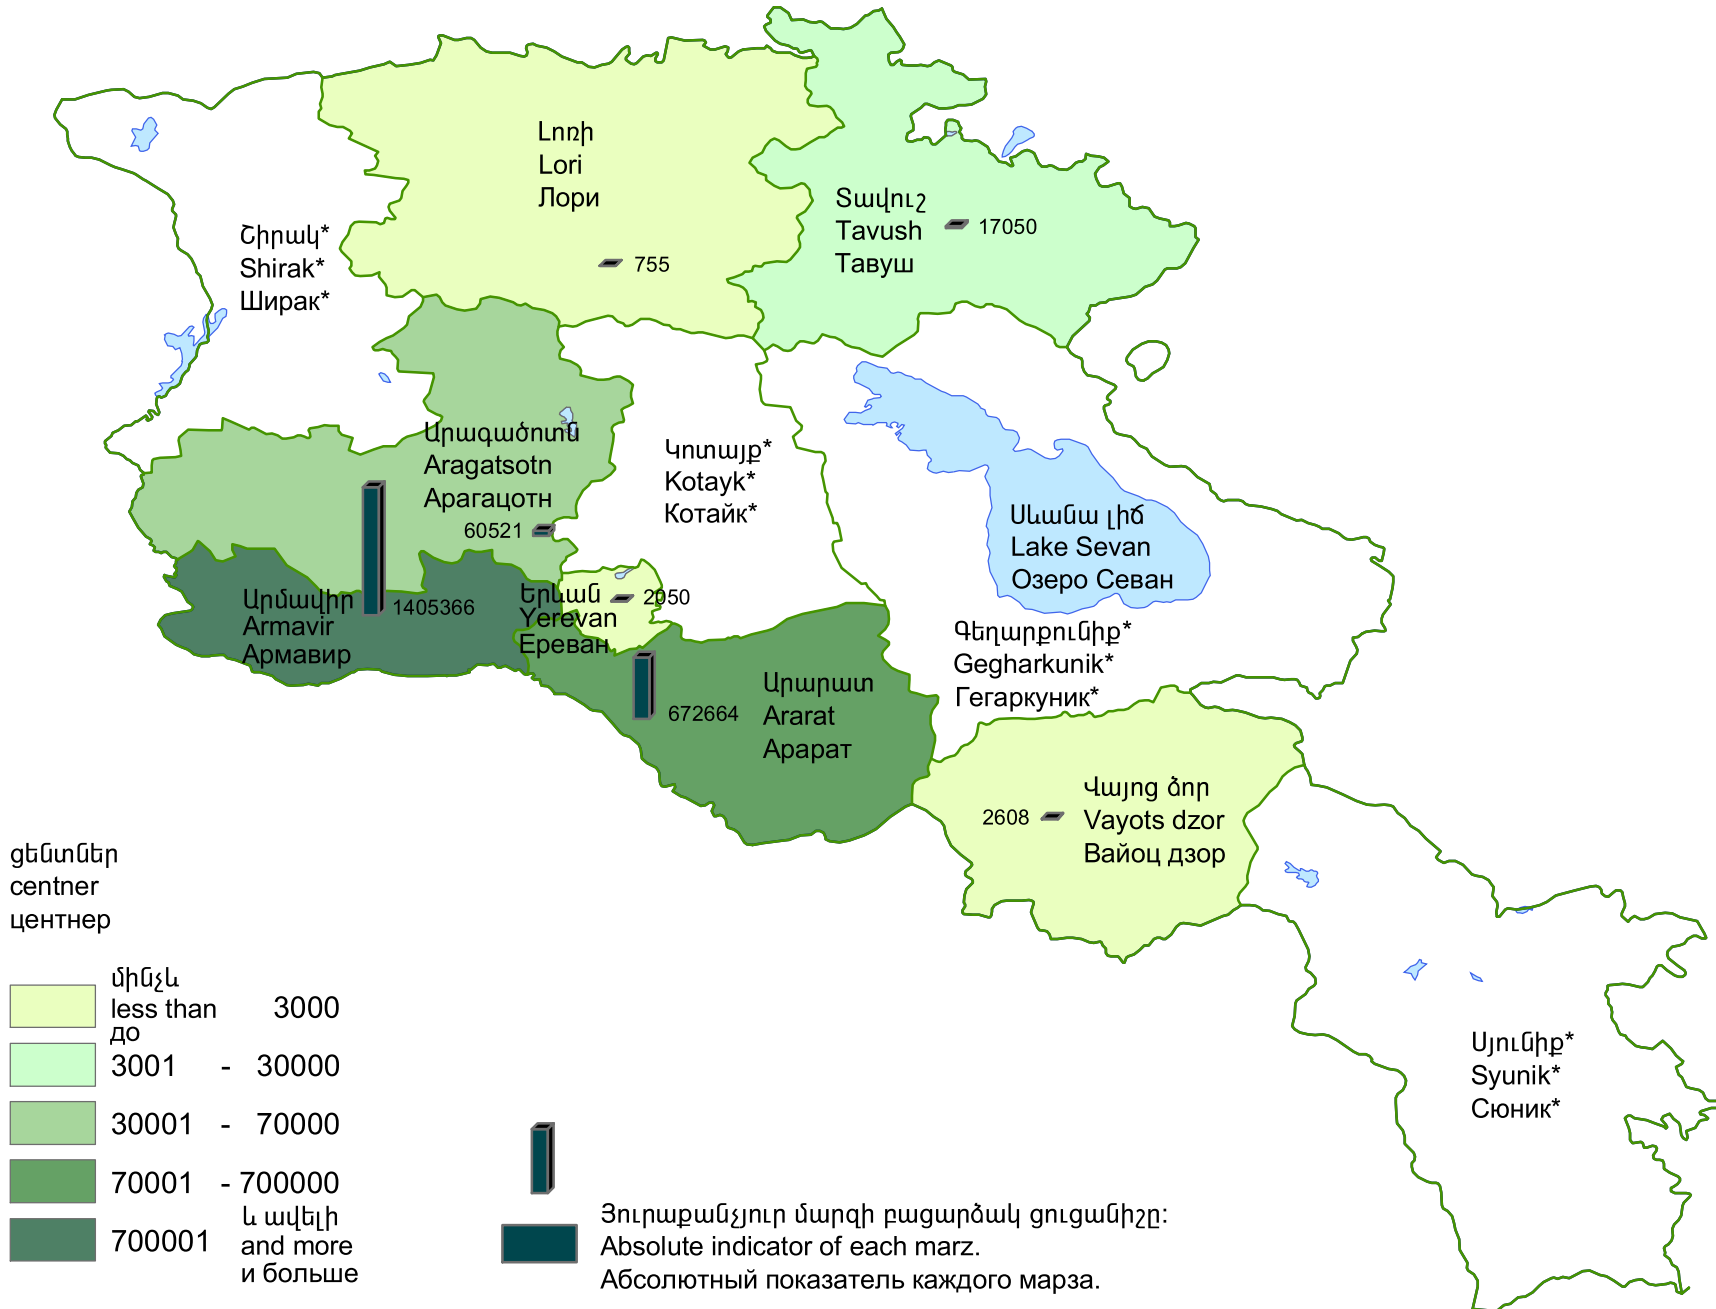 Լոռի
Lori
Лори
755
Տավուշ
Tavush
Тавуш
17050
Շիրակ*
Shirak*
Ширак*
Արագածոտն
Aragatsotn
Арагацотн
60521
Կոտայք*
Kotayk*
Котайк*
Սևանա լիճ
Lake Sevan
Озеро Севан
Արմավիր
Armavir
Армавир
1405366
Երևան
Yerevan
Ереван
2050
Գեղարքունիք*
Gegharkunik*
Гегаркуник*
Արարատ
Ararat
Арарат
672664
Վայոց ձոր
Vayots dzor
Вайоц дзор
2608
Սյունիք*
Syunik*
Сюник*
ցենտներ
centner
центнер
մինչև
less than 3000
до
3001 - 30000
30001 - 70000
70001 - 700000
700001
և ավելի
and more
и больше
Յուրաքանչյուր մարզի բացարձակ ցուցանիշը:
Absolute indicator of each marz.
Абсолютный показатель каждого марза.